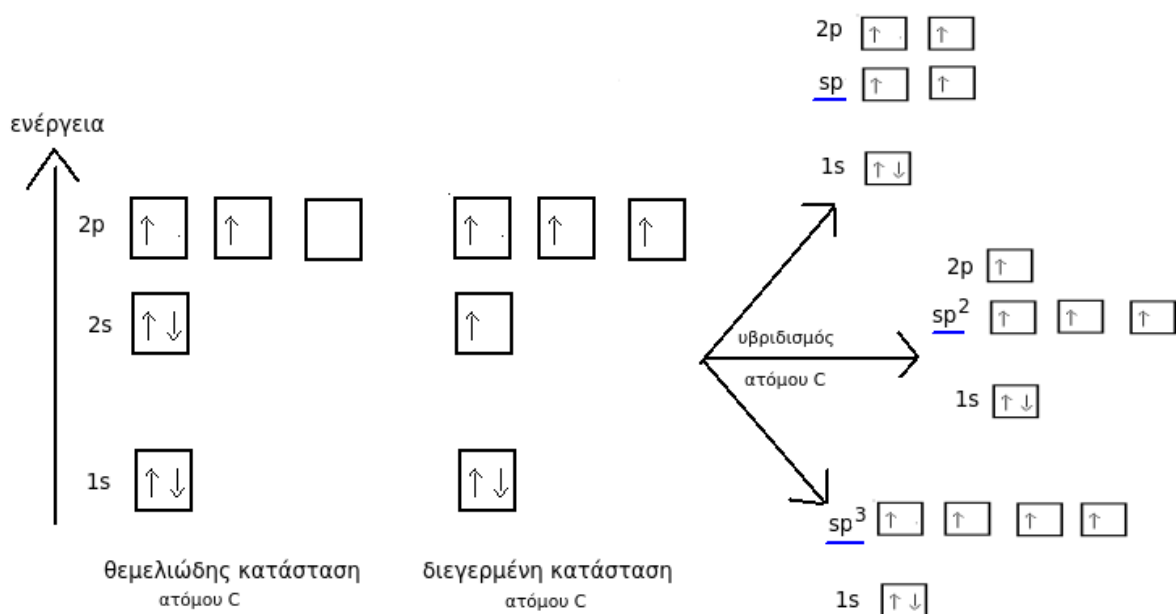 ενέργεια
2p ↑ ↑
2s ↑↓
1s ↑↓
θεμελιώδης κατάσταση
ατόμου C
↑ ↑ ↑
↑
↑↓
διεγερμένη κατάσταση
ατόμου C
υβριδισμός
ατόμου C
2p ↑ ↑
sp ↑ ↑
1s ↑↓
2p ↑
sp² ↑ ↑ ↑
1s ↑↓
sp³ ↑ ↑ ↑ ↑
1s ↑↓